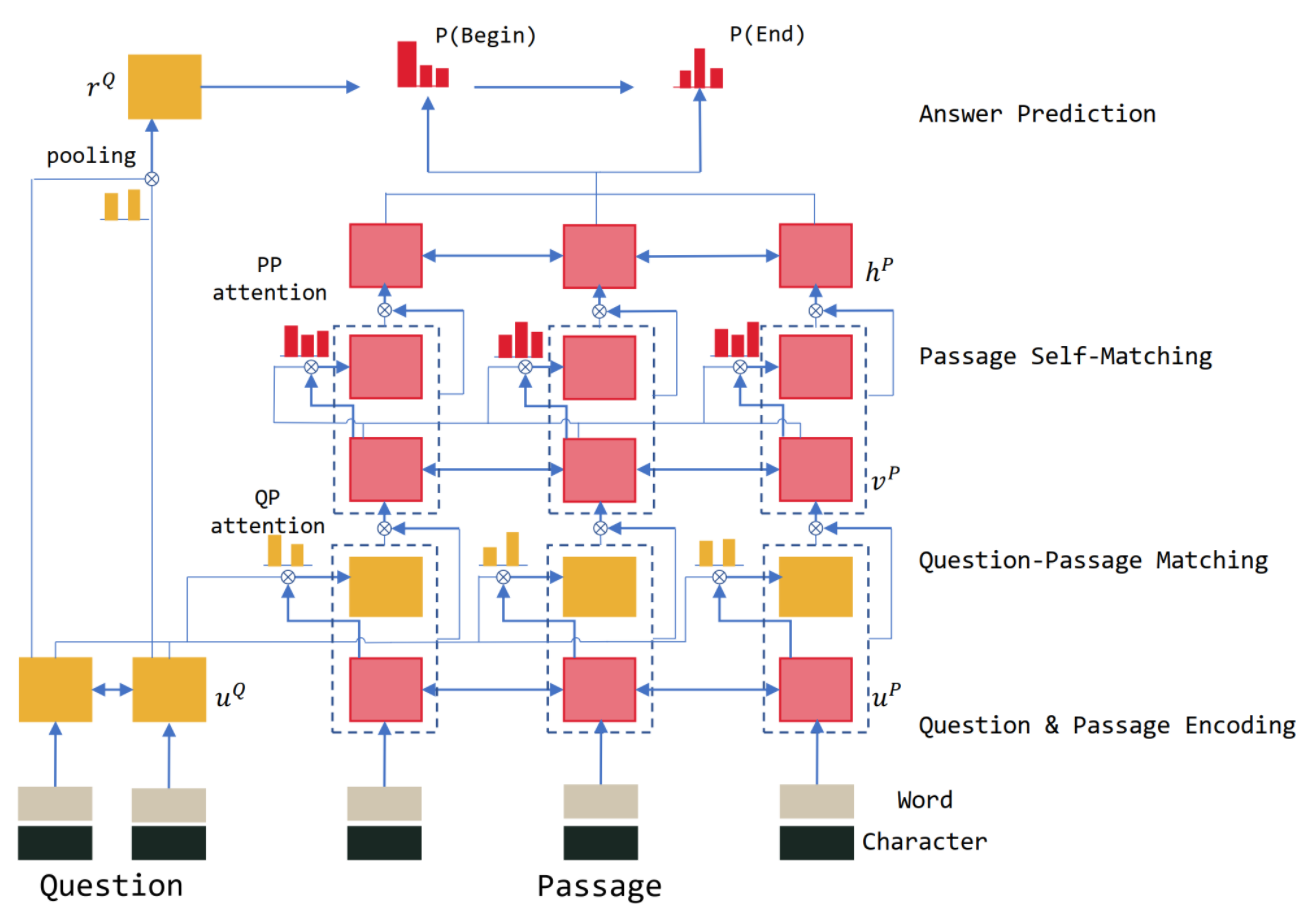 P(Begin)
P(End)
r^Q
Answer Prediction
pooling
PP
attention
h^P
Passage Self-Matching
v^P
QP
attention
Question-Passage Matching
u^Q
u^P
Question & Passage Encoding
Word
Character
Question
Passage